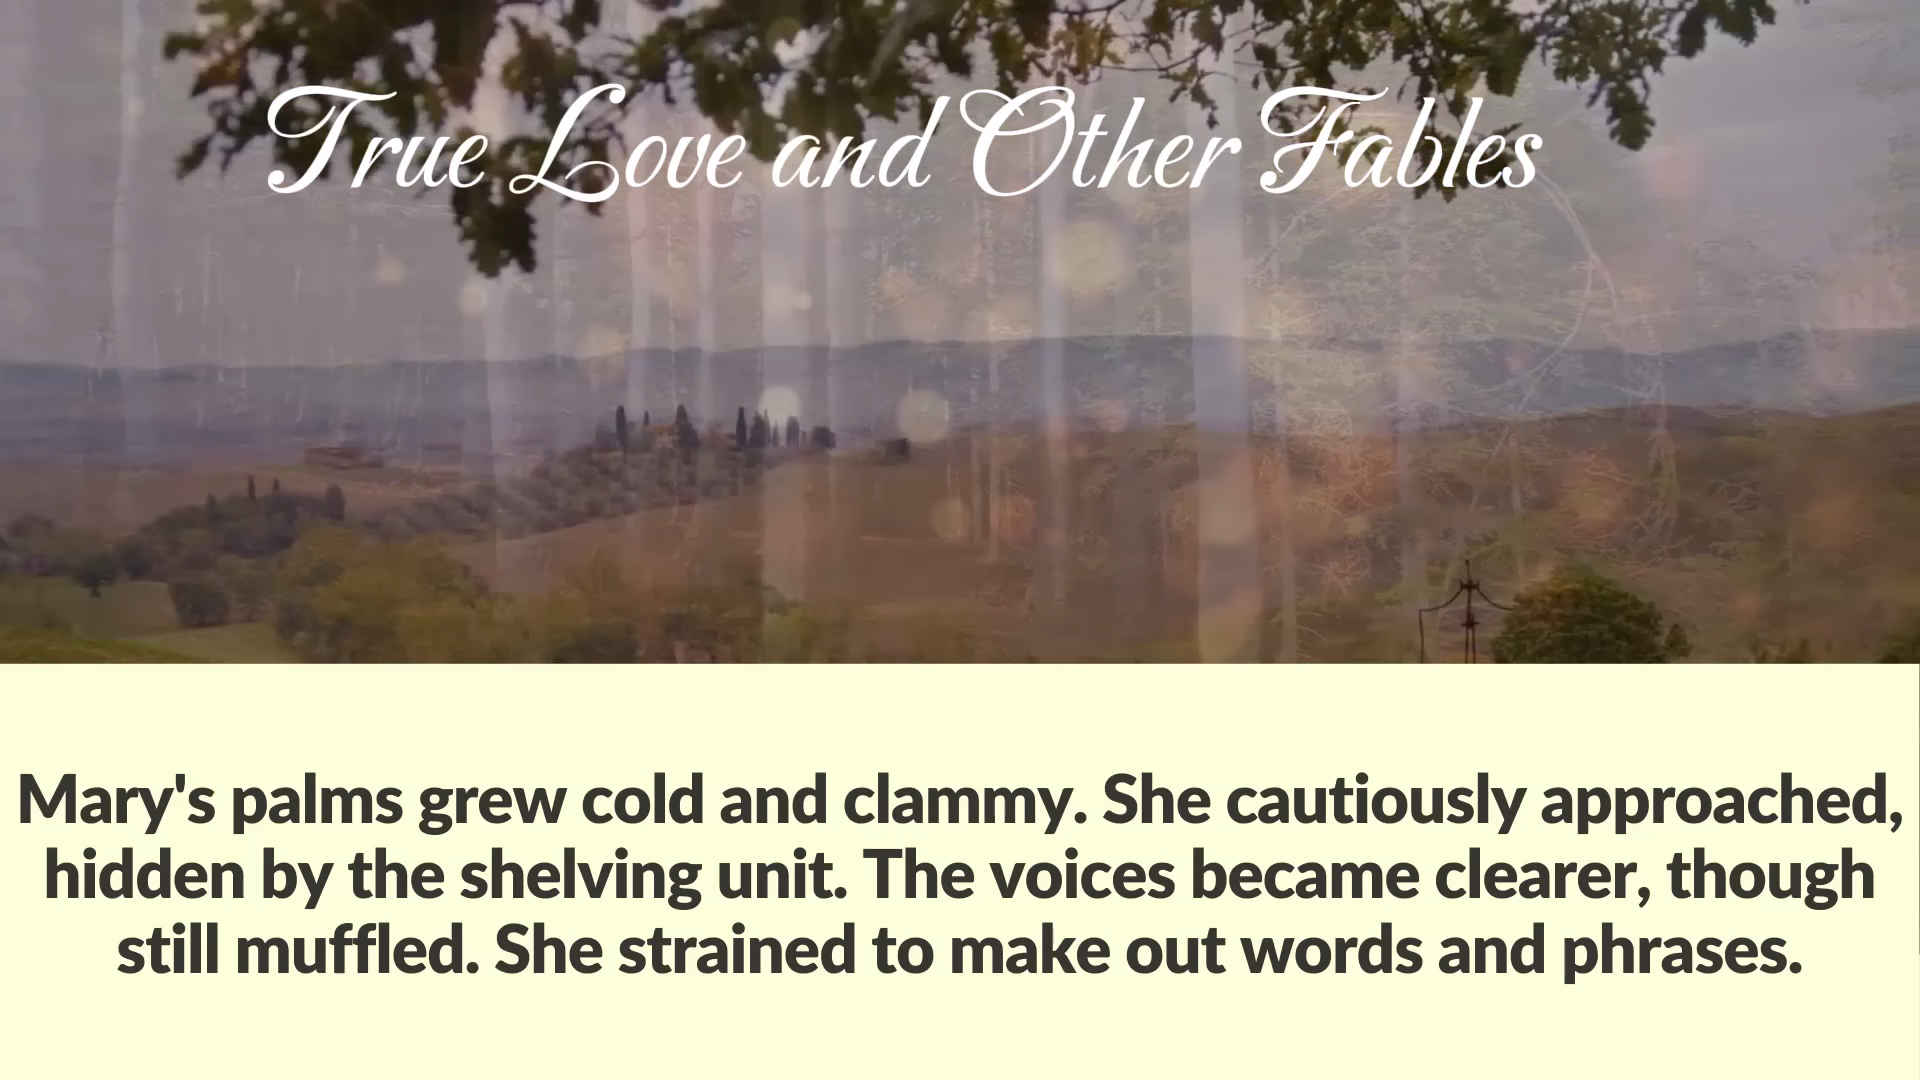 True Love and Other Fables
Mary's palms grew cold and clammy. She cautiously approached,
hidden by the shelving unit. The voices became clearer, though
still muffled. She strained to make out words and phrases.